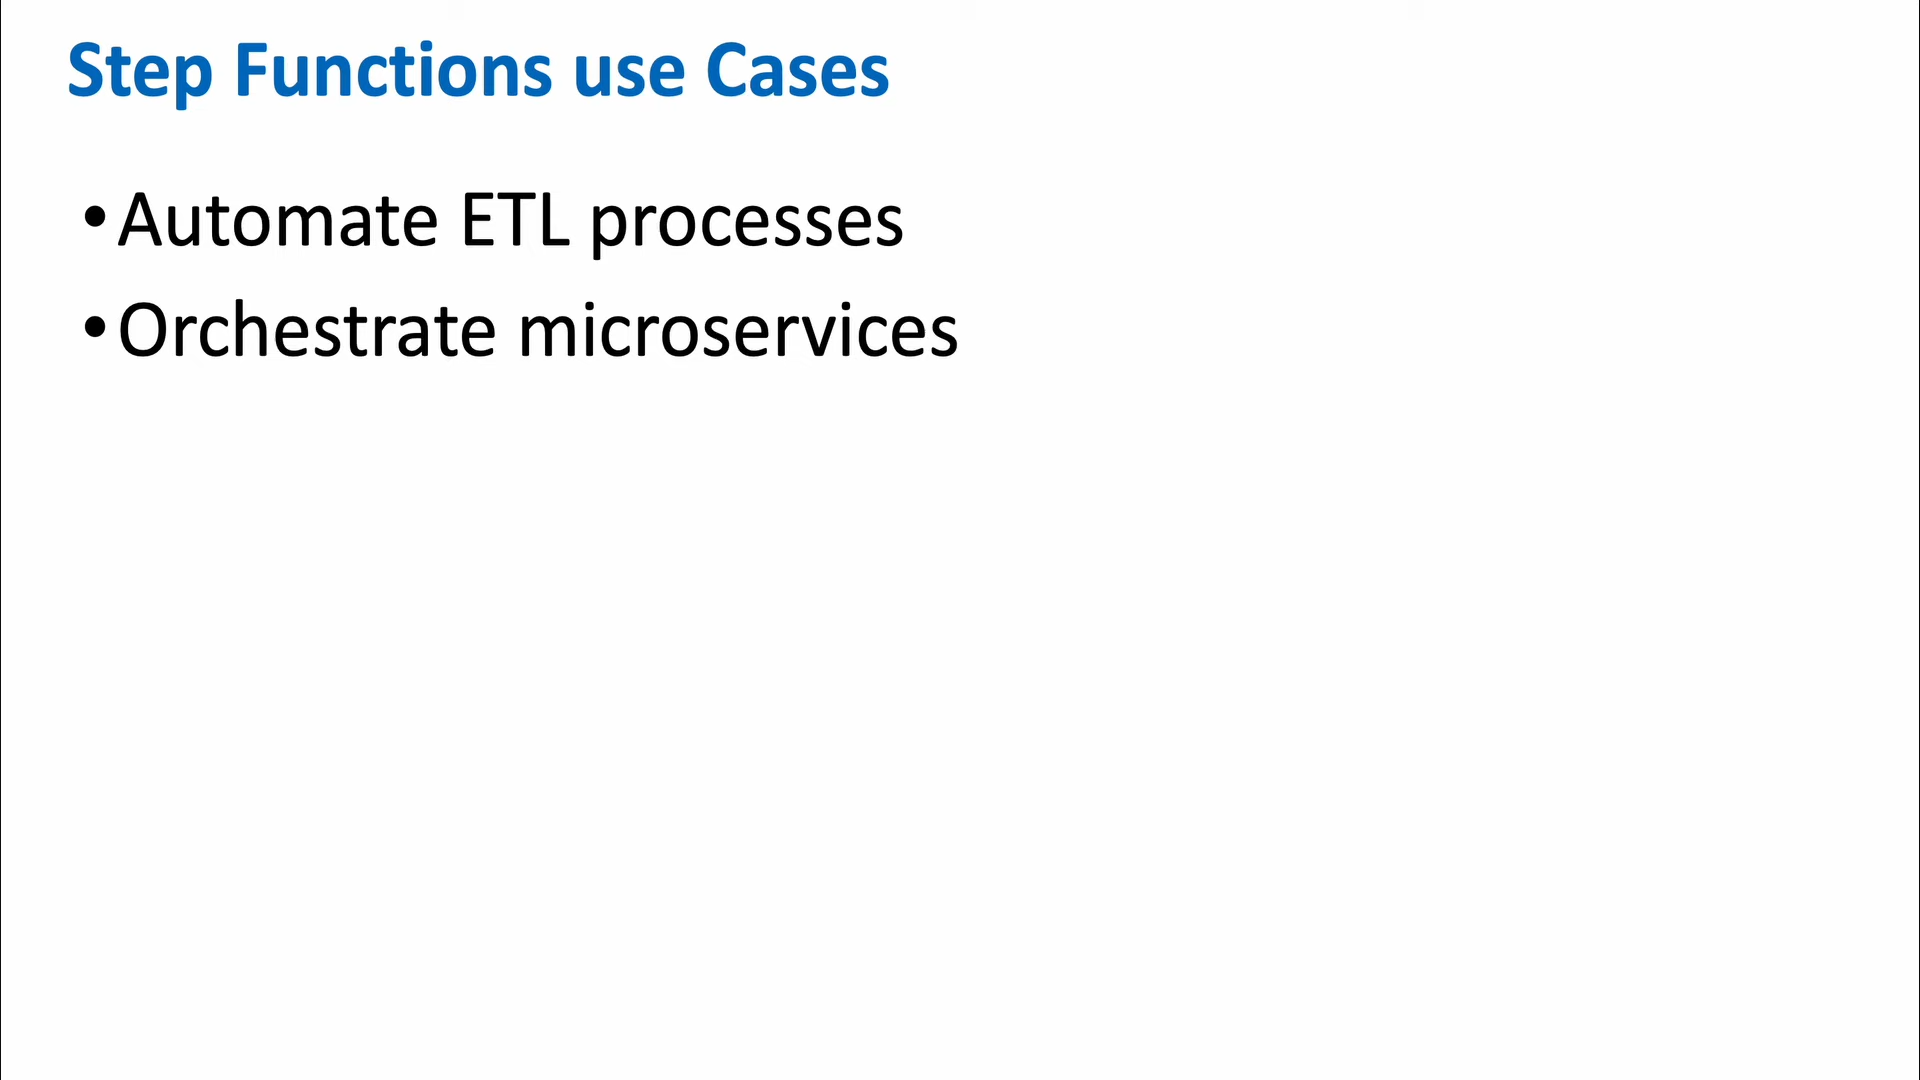 Step Functions use Cases
•Automate ETL processes
•Orchestrate microservices